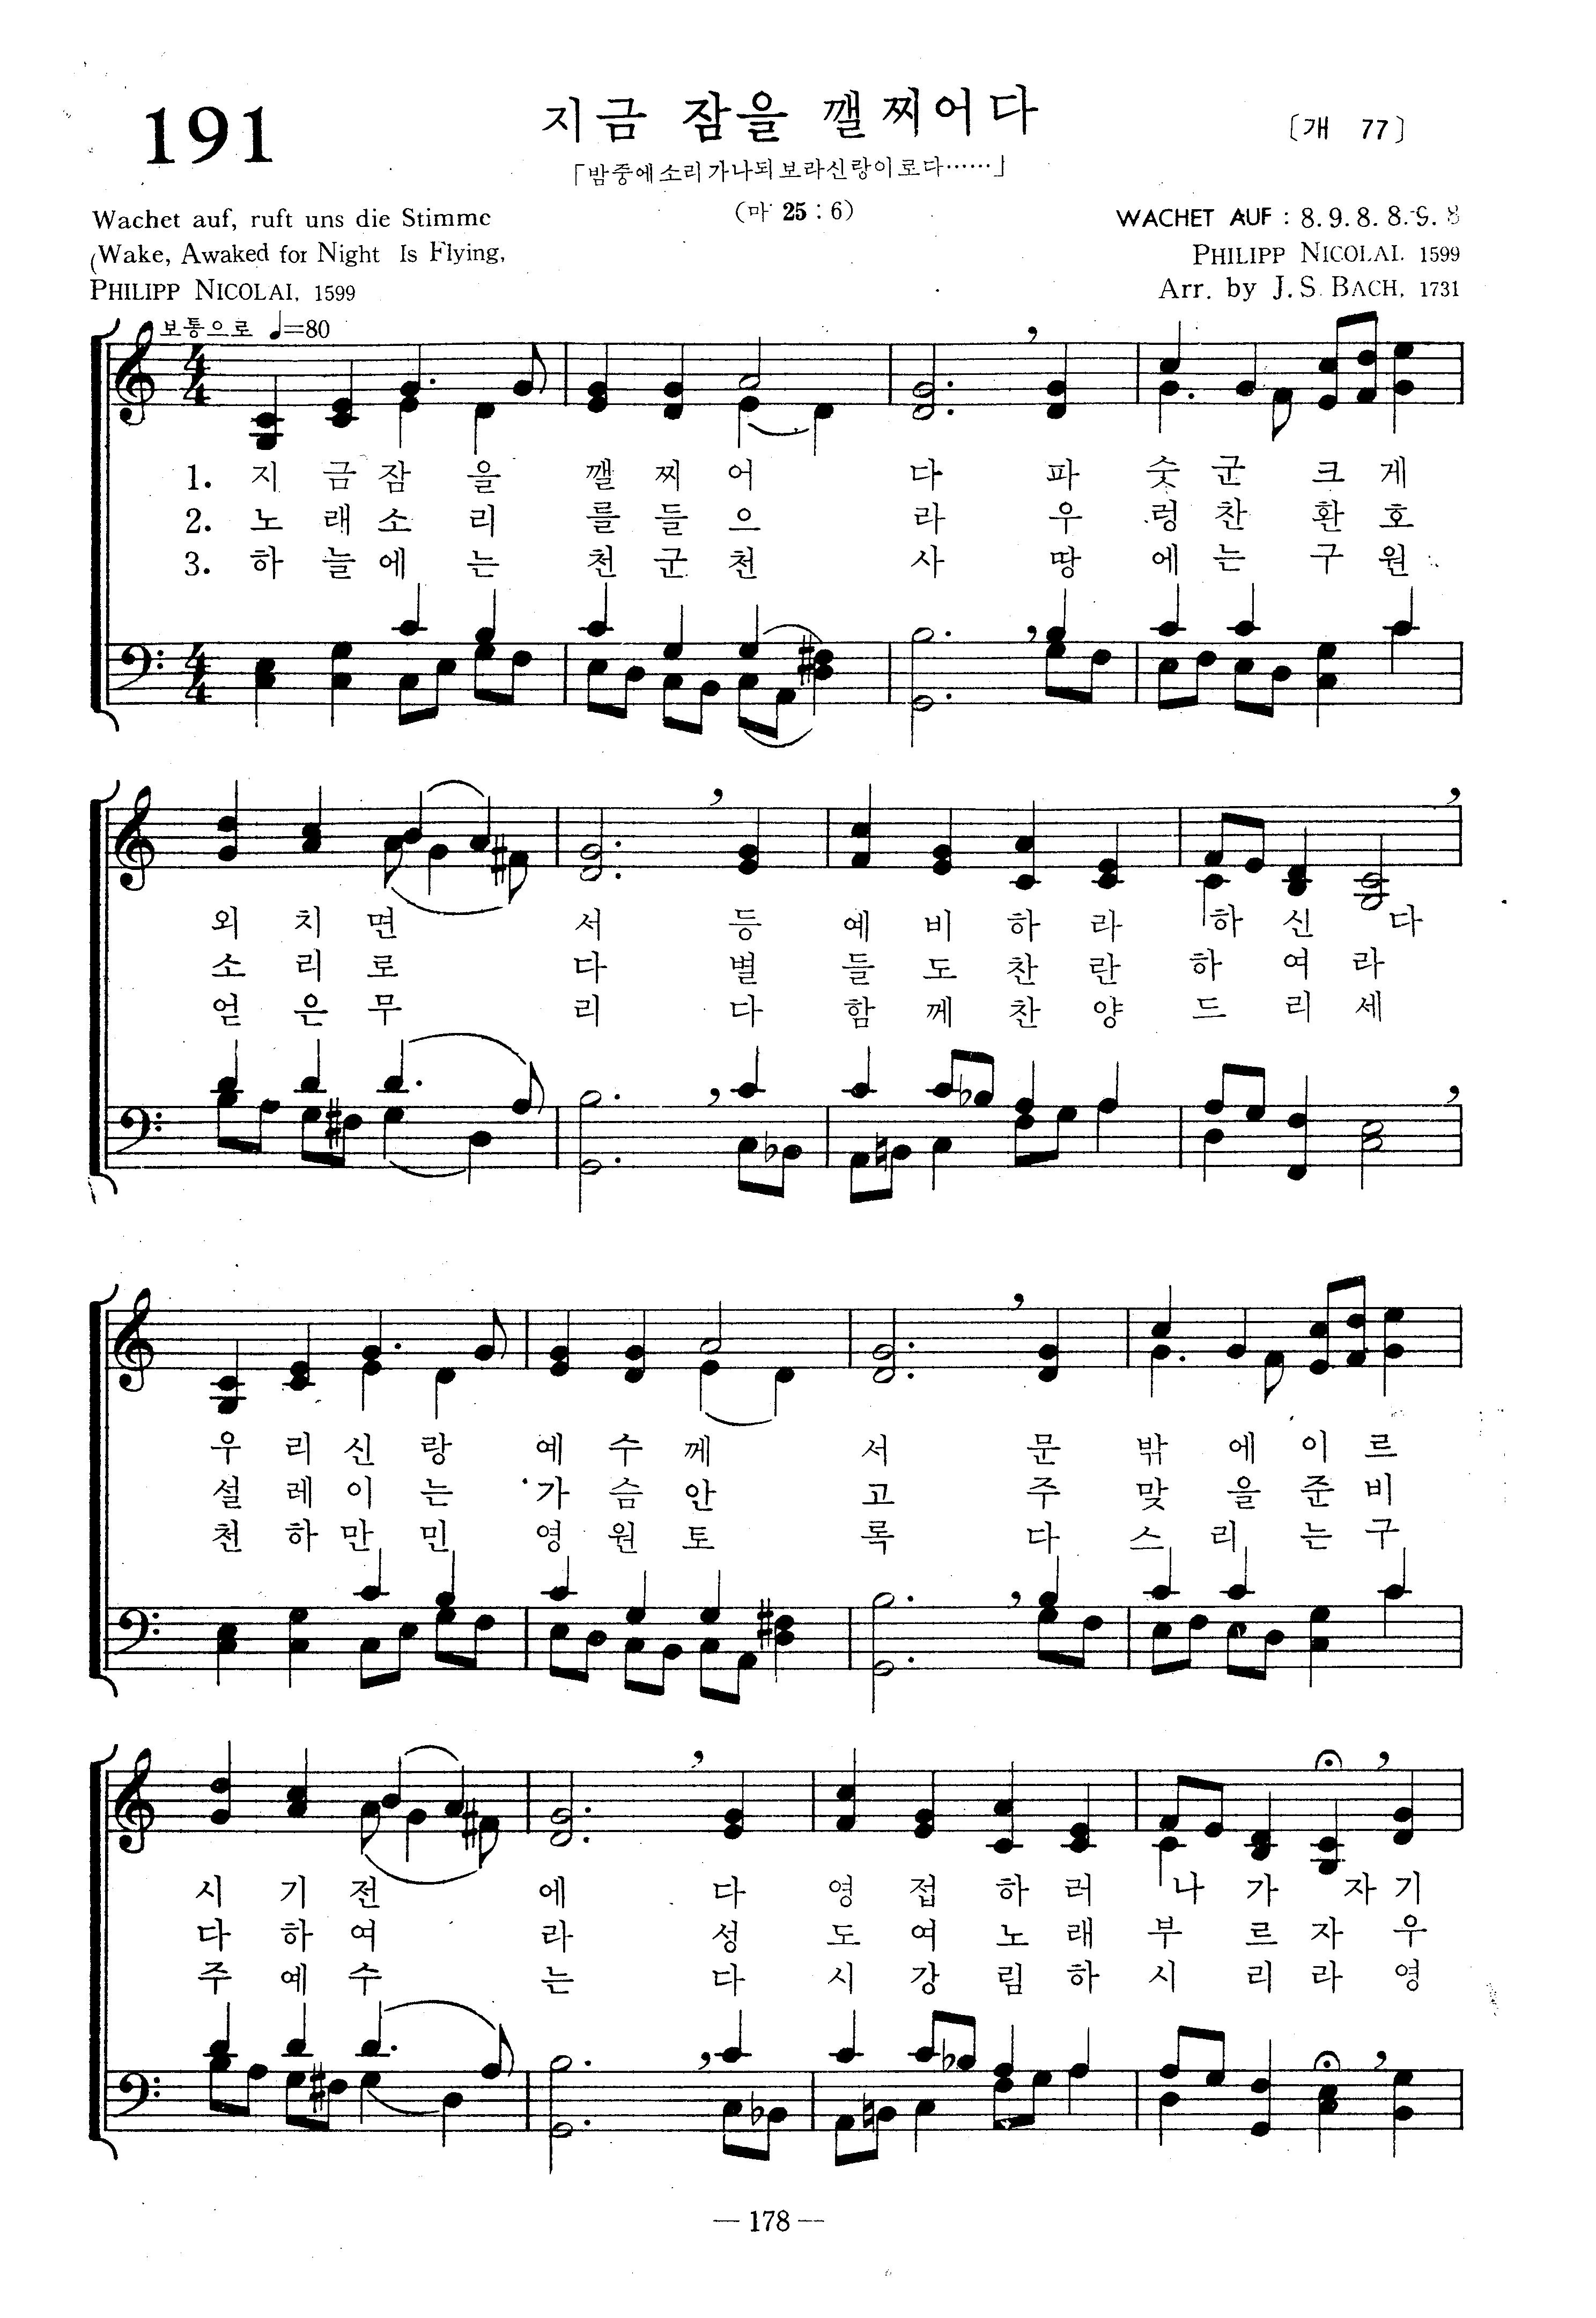 191
지금 잠을 깰찌어다
〔개 77〕
「밤중에소리가나되보라신랑이로다……」
(마 25 : 6)
Wachet auf, ruft uns die Stimme
(Wake, Awaked for Night Is Flying,
PHILIPP NICOLAI, 1599
WACHET AUF : 8. 9. 8. 8. 9. 8
PHILIPP NICOLAI. 1599
Arr. by J. S. BACH, 1731
보통으로 ♩=80
1. 지 금 잠 을 깰 찌 어 다 파 숫 군 크 게
2. 노 래 소 리 를 들 으 라 우 렁 찬 환 호
3. 하 늘 에 는 천 군 천 사 땅 에 는 구 원
외 치 면 서 등 예 비 하 라 하 신 다
소 리 로 다 별 들 도 찬 란 하 여 라
얻 은 무 리 다 함 께 찬 양 드 리 세
우 리 신 랑 예 수 께 서 문 밖 에 이 르
설 레 이 는 가 슴 안 고 주 맞 을 준 비
천 하 만 민 영 원 토 록 다 스 리 는 구
시 기 전 에 다 영 접 하 러 나 가 자 기
다 하 여 라 성 도 여 노 래 부 르 자 우
주 예 수 는 다 시 강 림 하 시 리 라 영
— 178 —